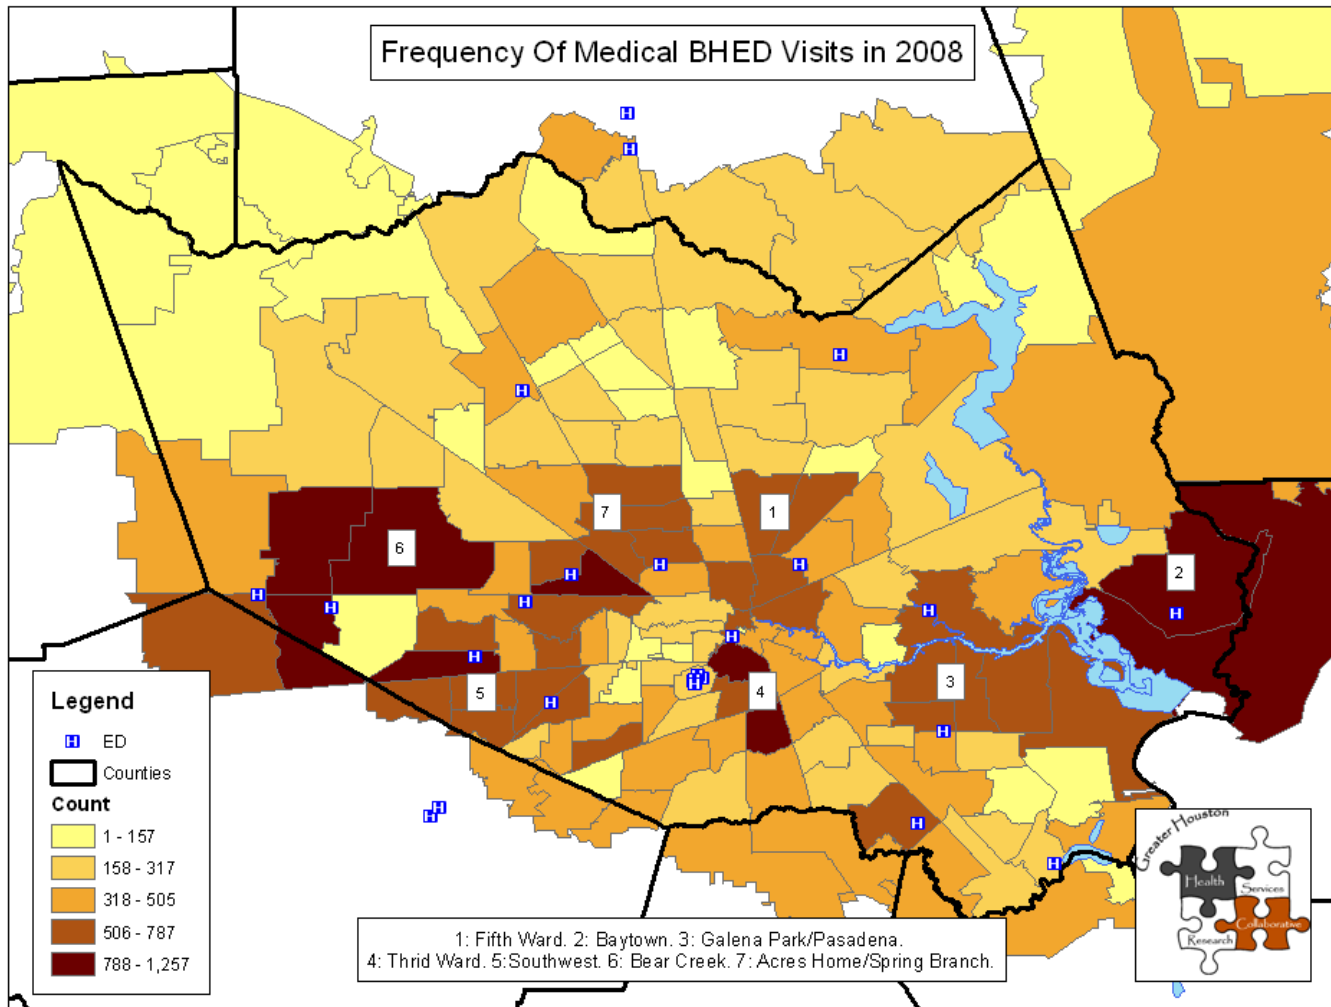 Frequency Of Medical BHED Visits in 2008
7
1
6
2
5
4
3
Legend
H ED
Counties
Count
1 - 157
158 - 317
318 - 505
506 - 787
788 - 1,257
1: Fifth Ward. 2: Baytown. 3: Galena Park/Pasadena.
4: Thrid Ward. 5:Southwest. 6: Bear Creek. 7: Acres Home/Spring Branch.
Greater Houston
Health
Services
Collaborative
Research